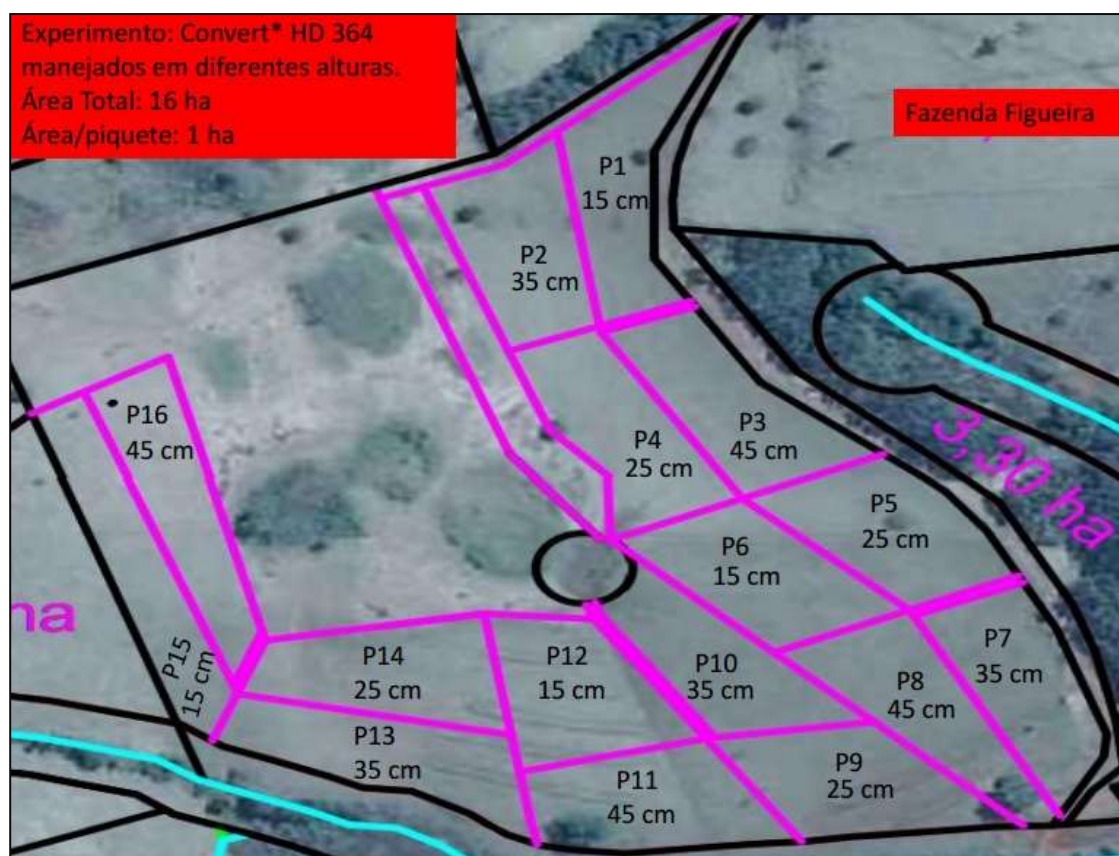 Experimento: Convert* HD 364
manejados em diferentes alturas.
Área Total: 16 ha
Área/piquete: 1 ha
Fazenda Figueira
P1
15 cm
P2
35 cm
P3
45 cm
P4
25 cm
P5
25 cm
P6
15 cm
P7
35 cm
P8
45 cm
P9
25 cm
P10
35 cm
P11
45 cm
P12
15 cm
P13
35 cm
P14
25 cm
P15
15 cm
P16
45 cm
3,30 ha
ha